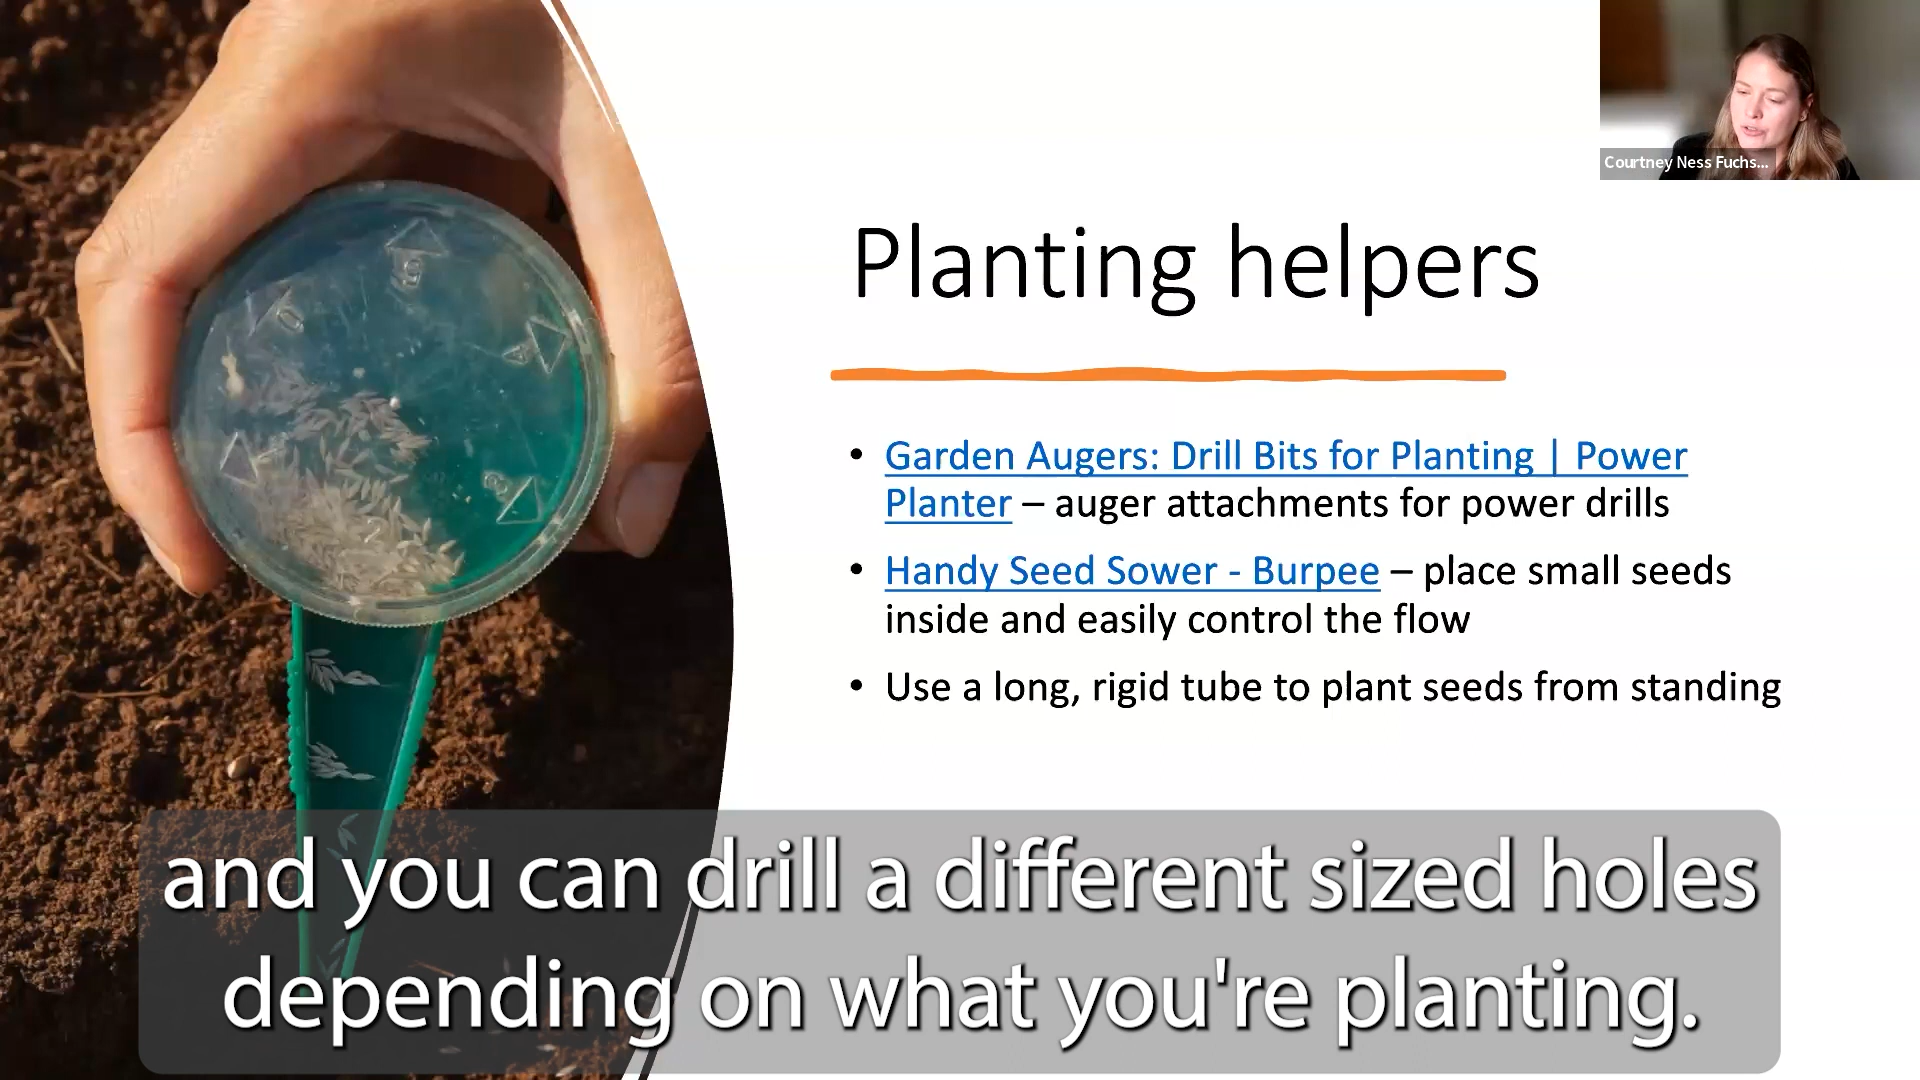 Courtney Ness Fuchs...
Planting helpers
• Garden Augers: Drill Bits for Planting | Power
Planter – auger attachments for power drills
• Handy Seed Sower - Burpee – place small seeds
inside and easily control the flow
• Use a long, rigid tube to plant seeds from standing
and you can drill a different sized holes
depending on what you're planting.